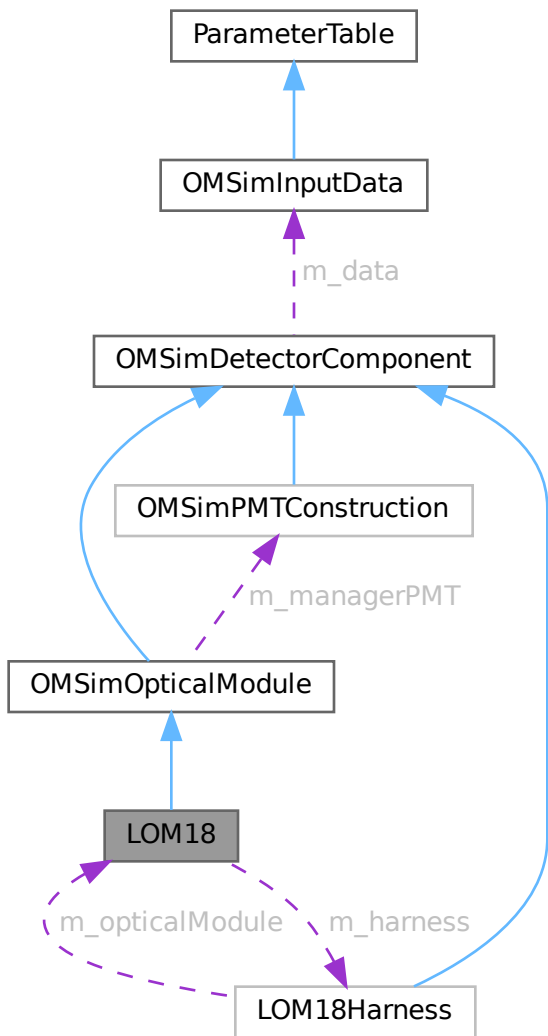 ParameterTable
OMSimInputData
m_data
OMSimDetectorComponent
OMSimPMTConstruction
m_managerPMT
OMSimOpticalModule
LOM18
m_opticalModule
m_harness
LOM18Harness